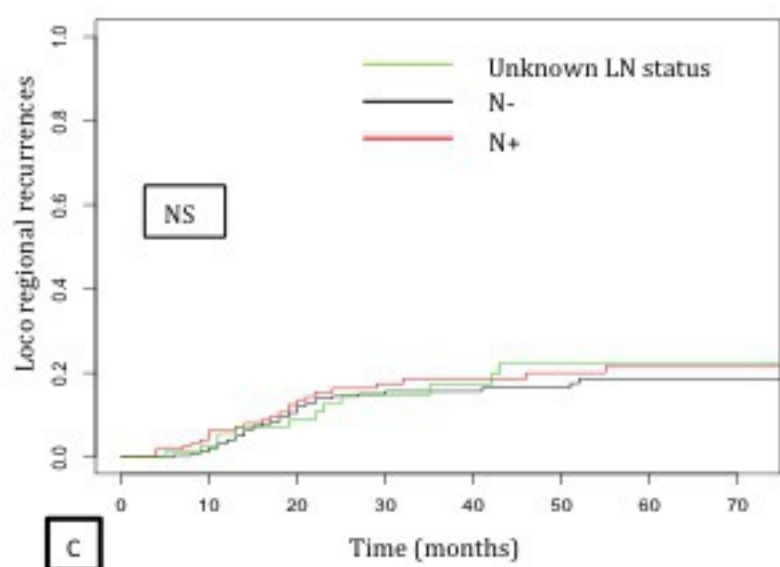 Loco regional recurrences
1.0
0.8
0.6
0.4
0.2
0.0
Unknown LN status
N-
N+
NS
0 10 20 30 40 50 60 70
C
Time (months)